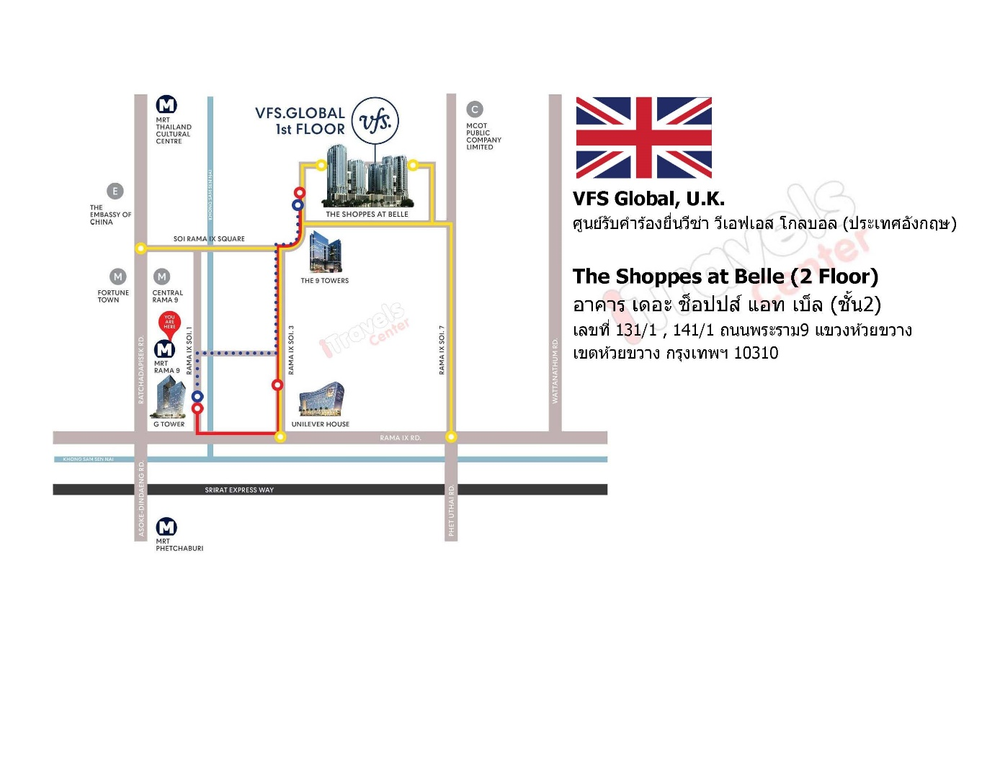 VFS.GLOBAL
1st FLOOR
vfs.
MRT
THAILAND
CULTURAL
CENTRE
C
MCOT
PUBLIC
COMPANY
LIMITED
E
THE
EMBASSY OF
CHINA
KHONG SAM SEN NAI
THE SHOPPES AT BELLE
SOI RAMA IX SQUARE
THE 9 TOWERS
M
FORTUNE
TOWN
M
CENTRAL
RAMA 9
YOU
ARE
HERE
M
MRT
RAMA 9
G TOWER
RATCHADAPISEK RD.
RAMA IX SOI. 1
RAMA IX SOI. 3
RAMA IX SOI. 7
WATTANATHUM RD.
UNILEVER HOUSE
RAMA IX RD.
KHONG SAM SEN NAI
SRIRAT EXPRESS WAY
ASOKE-DINDAENG RD.
PHET UTHAI RD.
M
MRT
PHETCHABURI
iTravels
Center
VFS Global, U.K.
ศูนย์รับคำร้องยื่นวีซ่า วีเอฟเอส โกลบอล (ประเทศอังกฤษ)
The Shoppes at Belle (2 Floor)
อาคาร เดอะ ช็อปปส์ แอท เบ็ล (ชั้น2)
เลขที่ 131/1 , 141/1 ถนนพระราม9 แขวงห้วยขวาง
เขตห้วยขวาง กรุงเทพฯ 10310
iTravels
Center